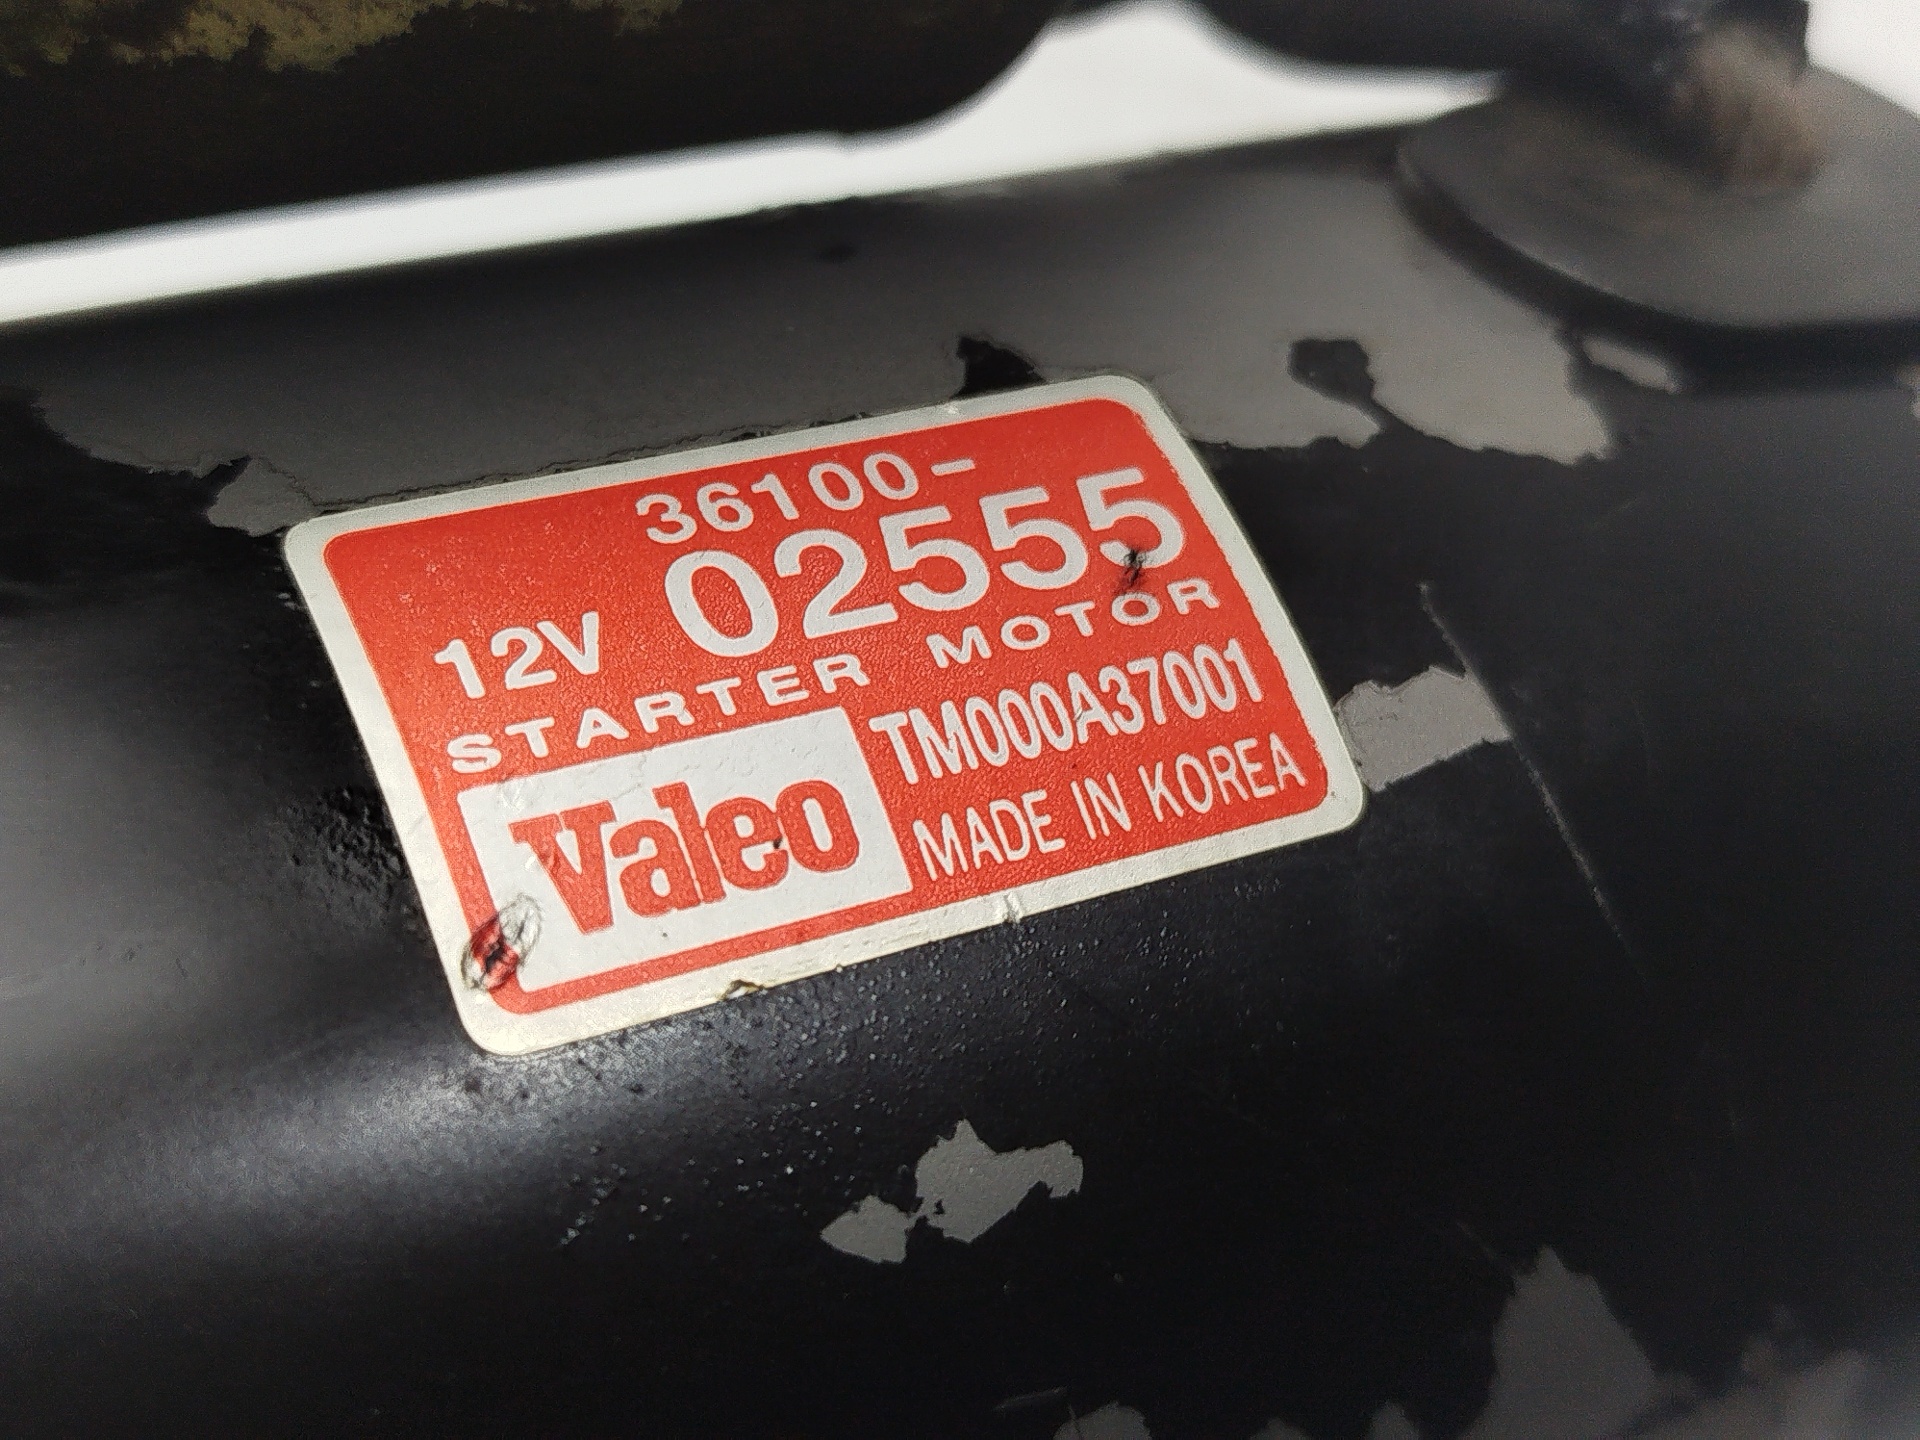 36100-
12V 02555
STARTER MOTOR
Valeo TM000A37001
MADE IN KOREA